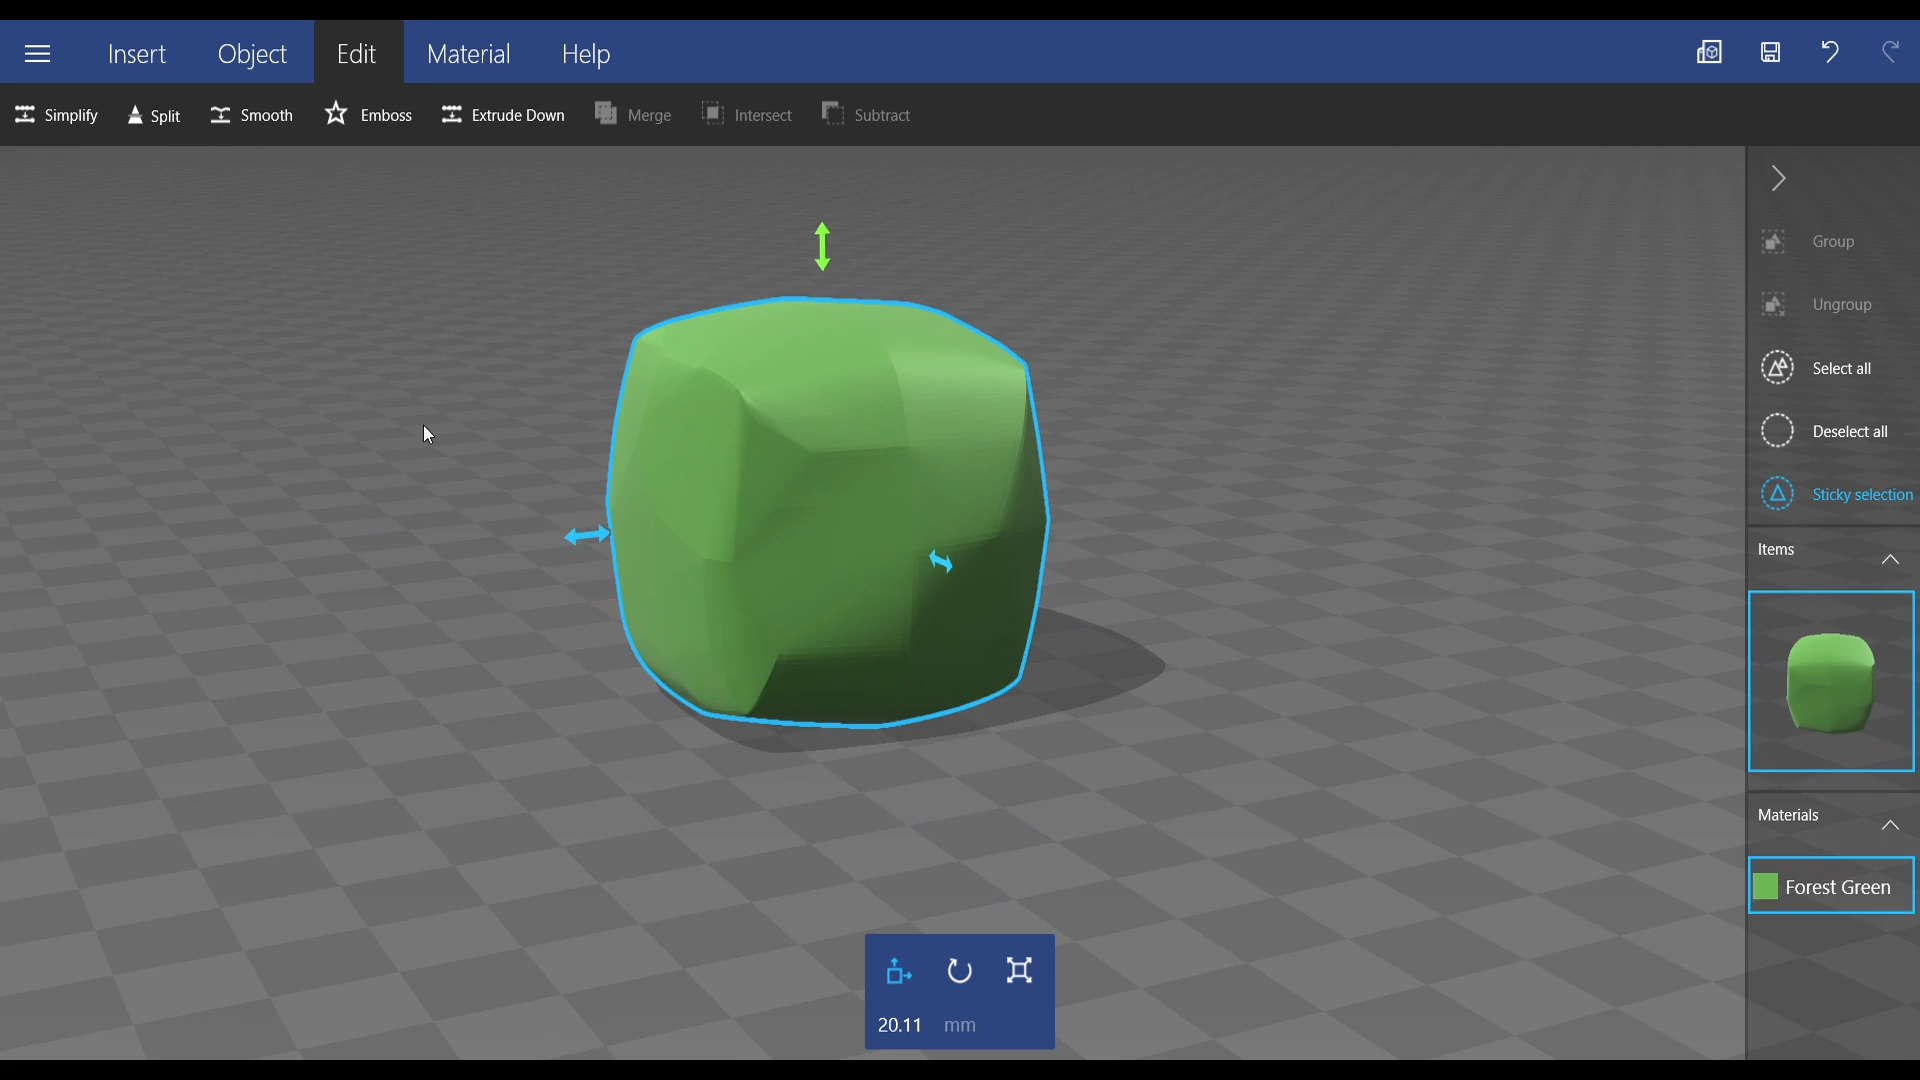 Insert Object Edit Material Help
Simplify Split Smooth Emboss Extrude Down Merge Intersect Subtract
Group
Ungroup
Select all
Deselect all
Sticky selection
Items
Materials
Forest Green
20.11 mm